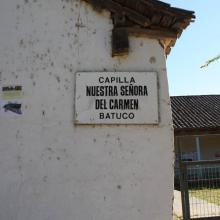 CAPILLA
NUESTRA SEÑORA
DEL CARMEN
BATUCO